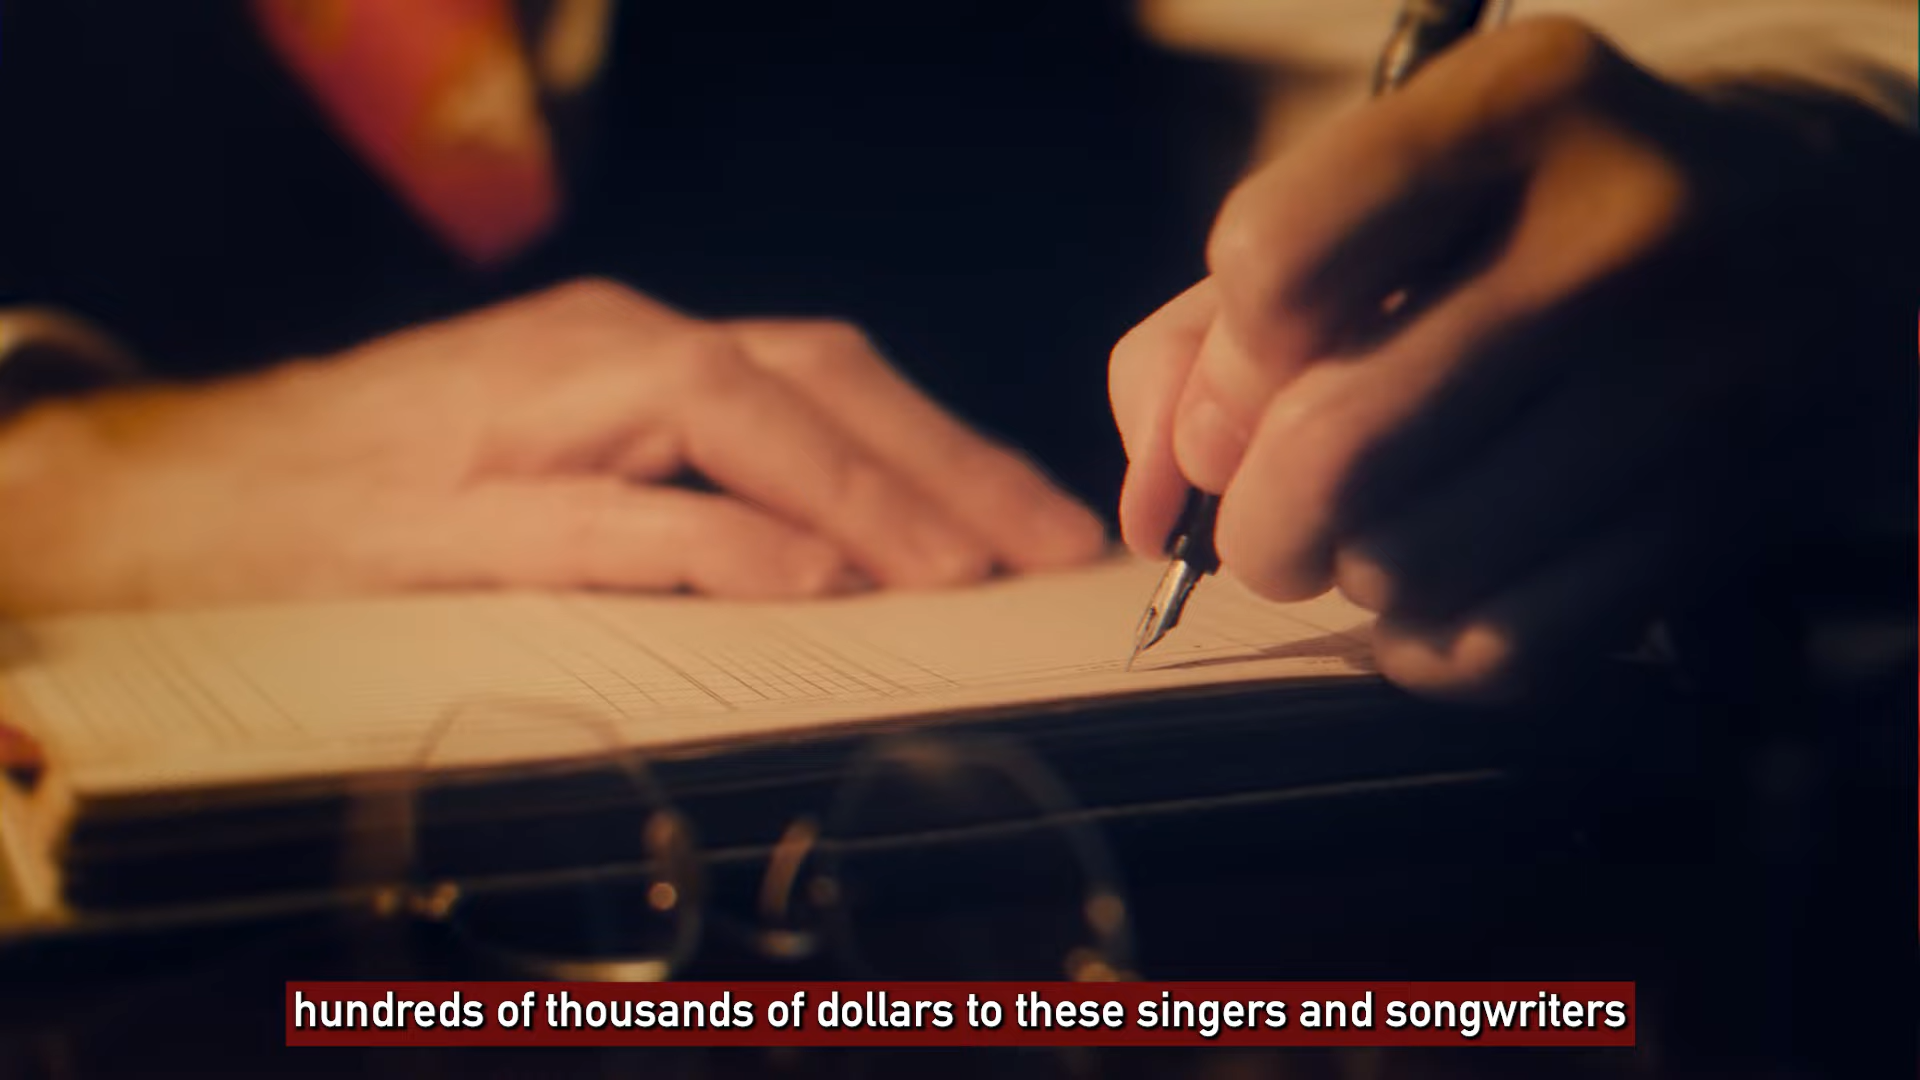 hundreds of thousands of dollars to these singers and songwriters